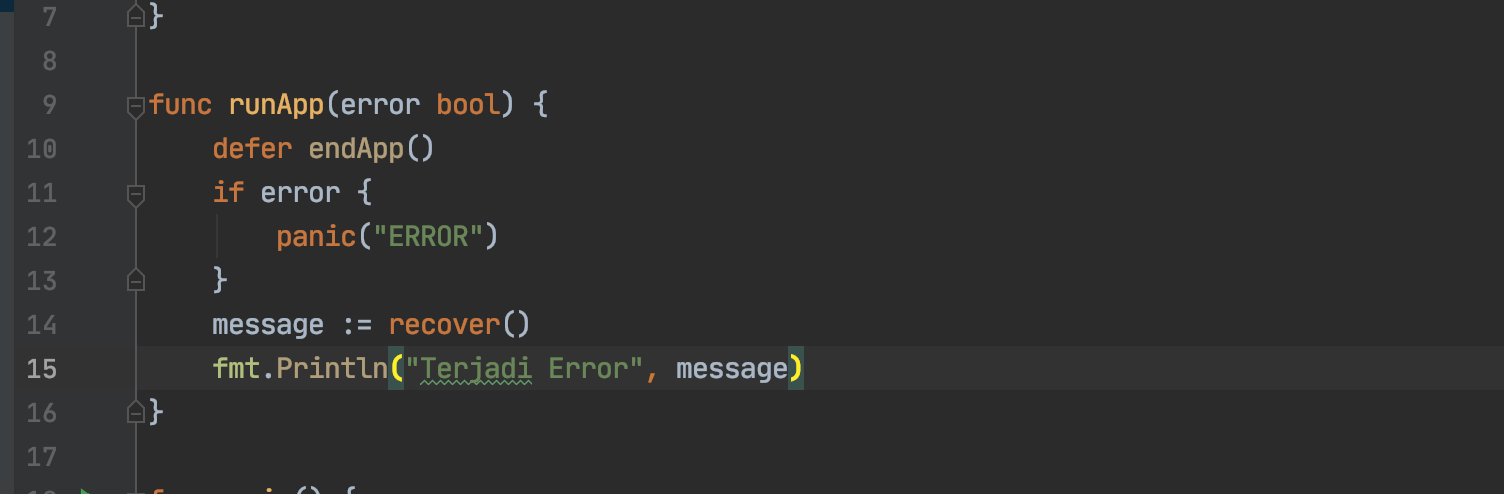 7 }
8
9 func runApp(error bool) {
10     defer endApp()
11     if error {
12         panic("ERROR")
13     }
14     message := recover()
15     fmt.Println("Terjadi Error", message)
16 }
17